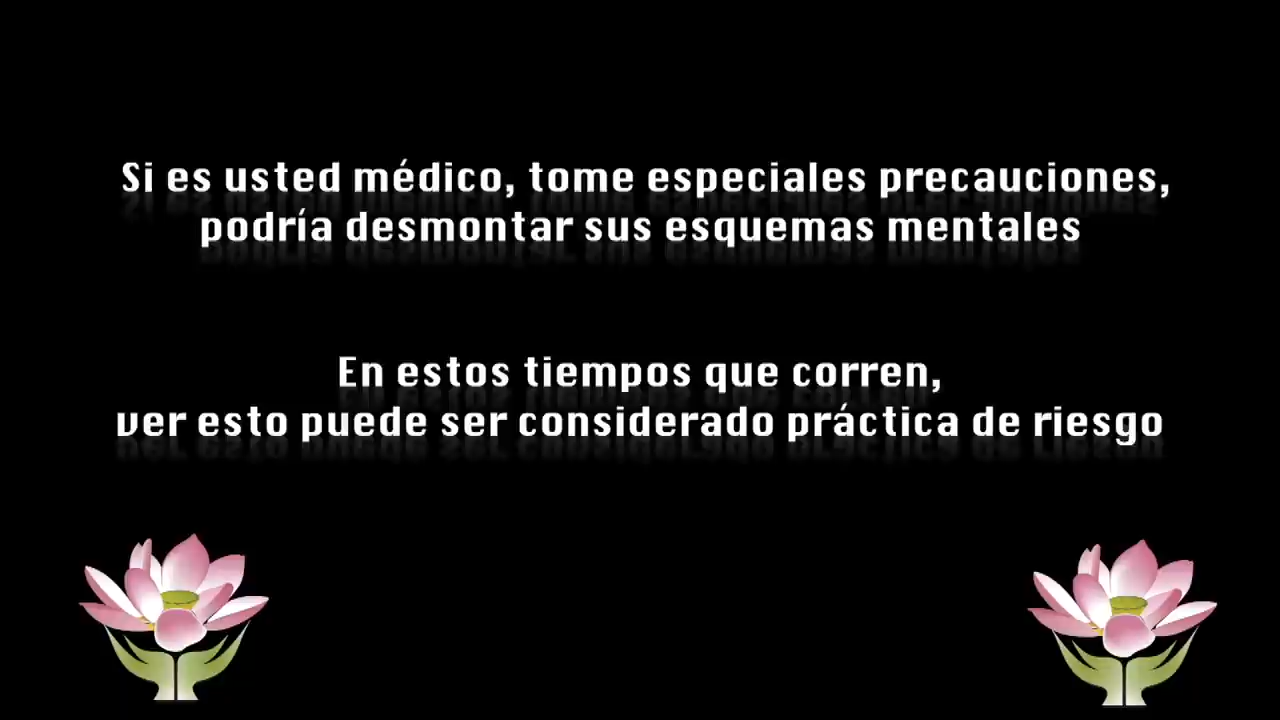 Si es usted médico, tome especiales precauciones,
podría desmontar sus esquemas mentales
En estos tiempos que corren,
ver esto puede ser considerado práctica de riesgo